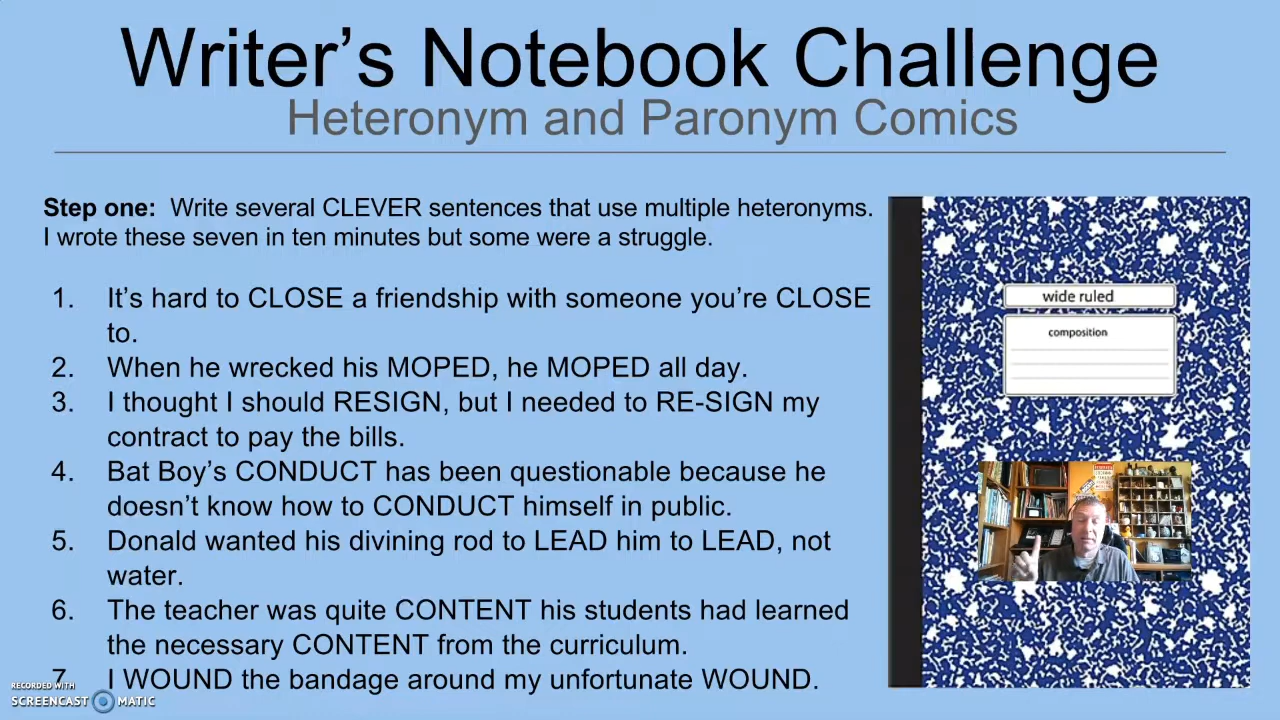 Writer's Notebook Challenge
Heteronym and Paronym Comics
Step one: Write several CLEVER sentences that use multiple heteronyms.
I wrote these seven in ten minutes but some were a struggle.
1. It's hard to CLOSE a friendship with someone you're CLOSE
to.
2. When he wrecked his MOPED, he MOPED all day.
3. I thought I should RESIGN, but I needed to RE-SIGN my
contract to pay the bills.
4. Bat Boy's CONDUCT has been questionable because he
doesn't know how to CONDUCT himself in public.
5. Donald wanted his divining rod to LEAD him to LEAD, not
water.
6. The teacher was quite CONTENT his students had learned
the necessary CONTENT from the curriculum.
7. I WOUND the bandage around my unfortunate WOUND.
wide ruled
composition
RECORDED WITH
SCREENCAST MATIC